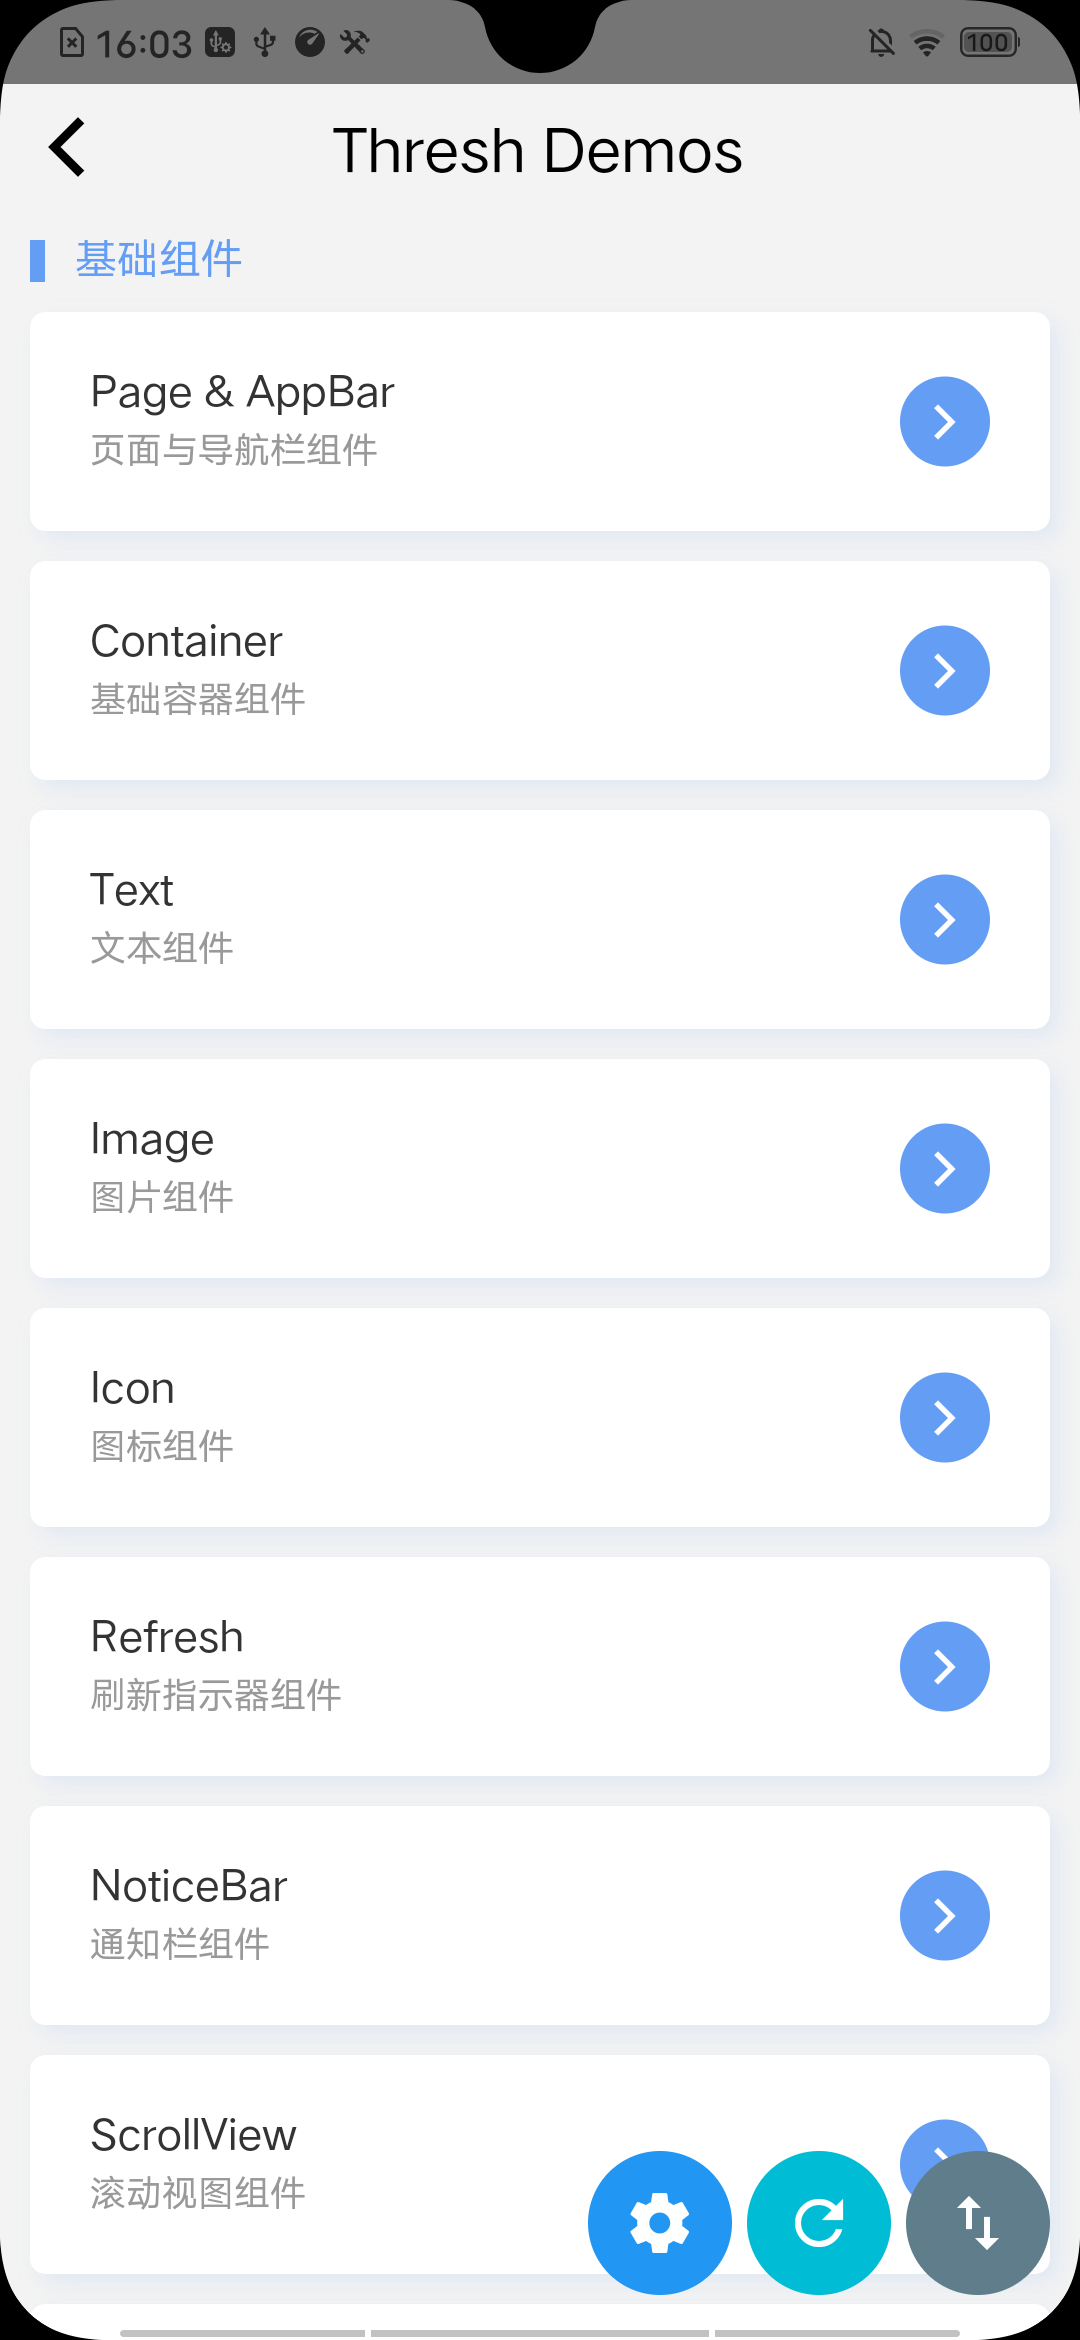 16:03
100
Thresh Demos
基础组件
Page & AppBar
页面与导航栏组件
Container
基础容器组件
Text
文本组件
Image
图片组件
Icon
图标组件
Refresh
刷新指示器组件
NoticeBar
通知栏组件
ScrollView
滚动视图组件